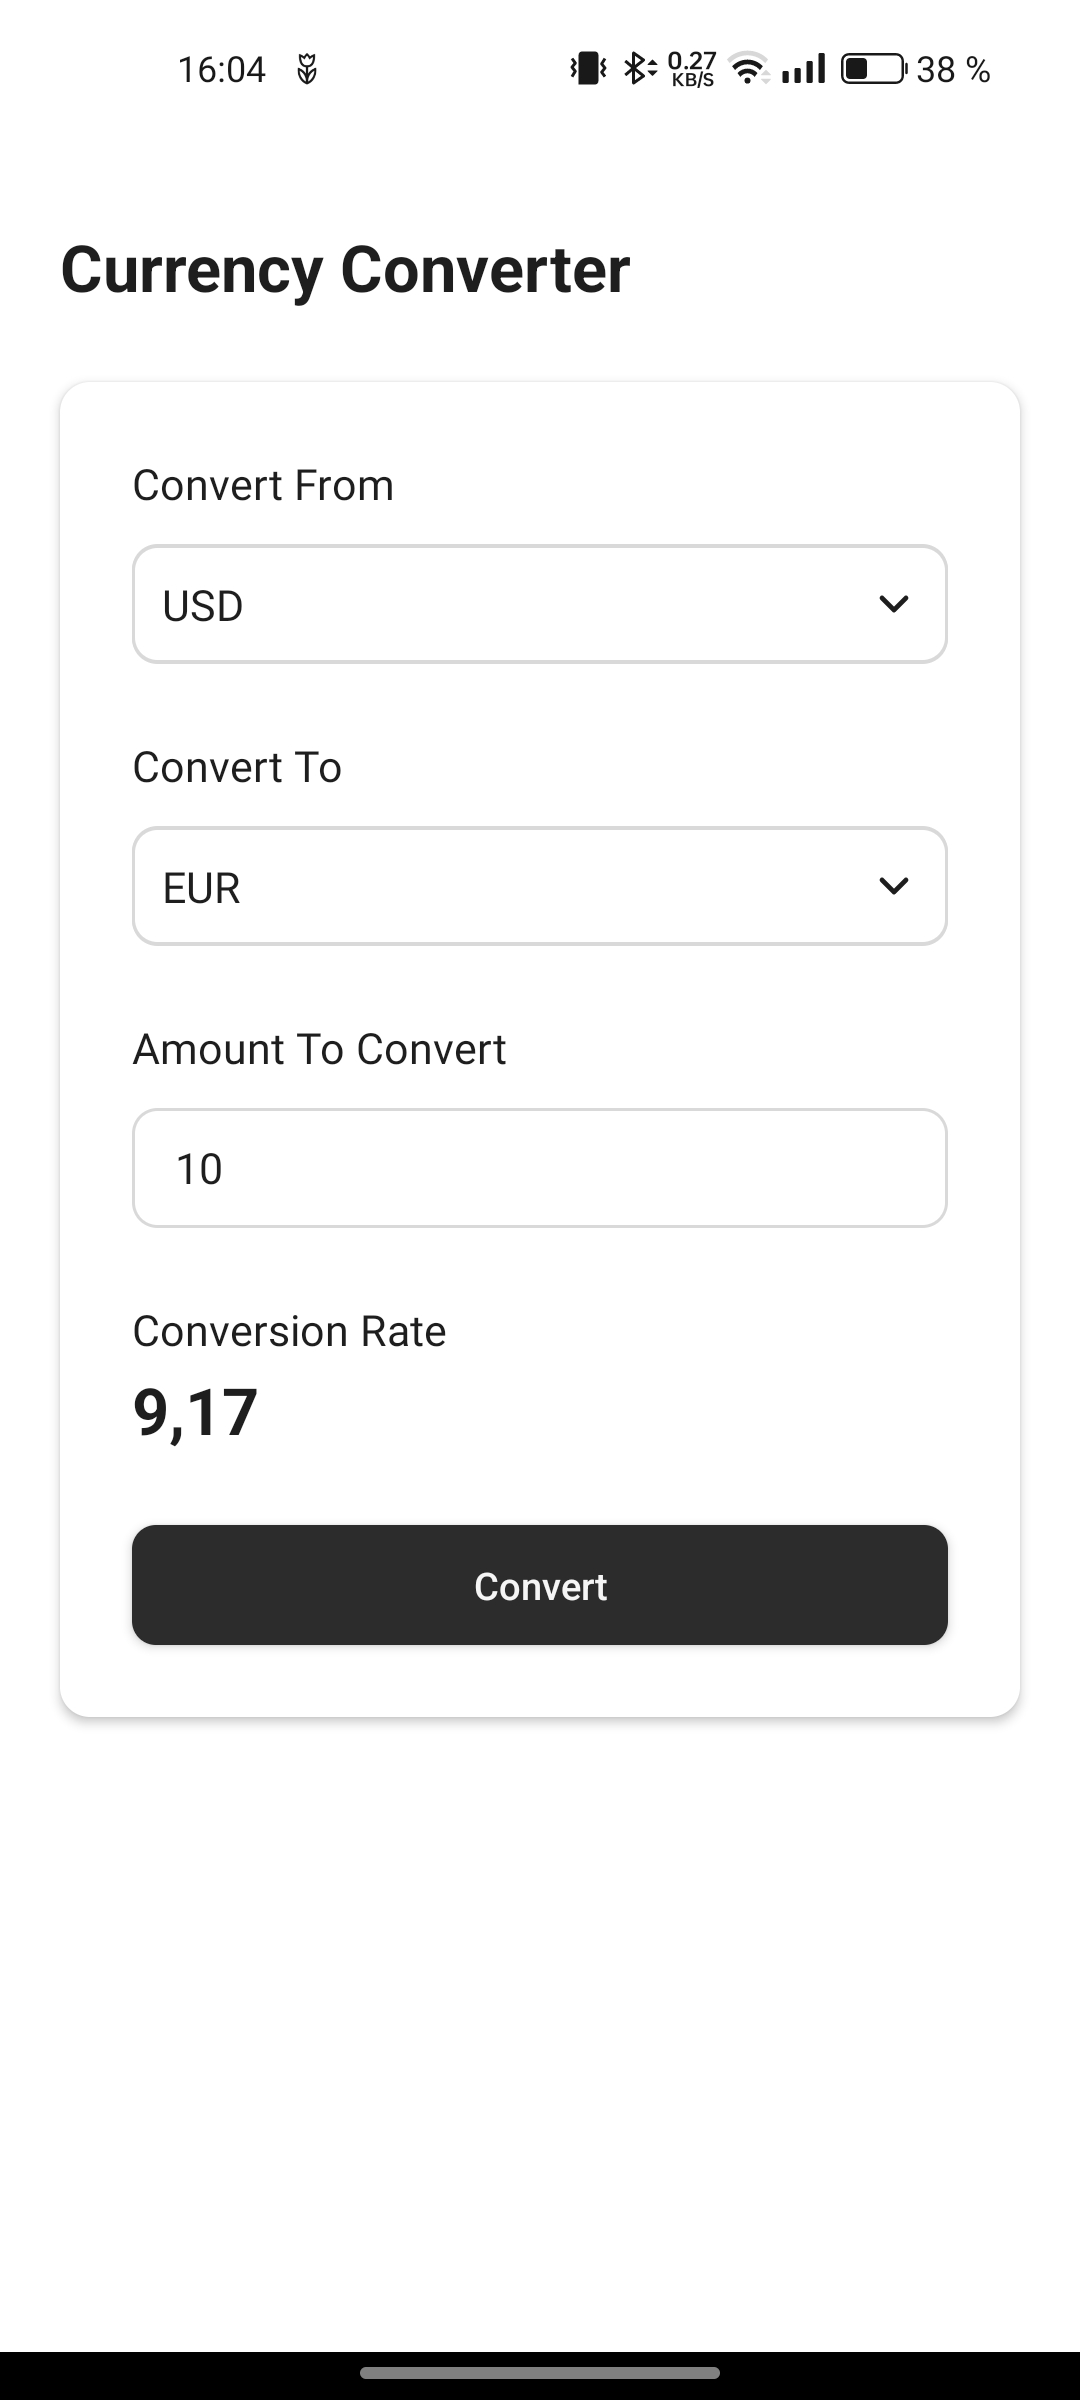 16:04 0.27 KB/S 38 %
Currency Converter
Convert From
USD
Convert To
EUR
Amount To Convert
10
Conversion Rate
9,17
Convert